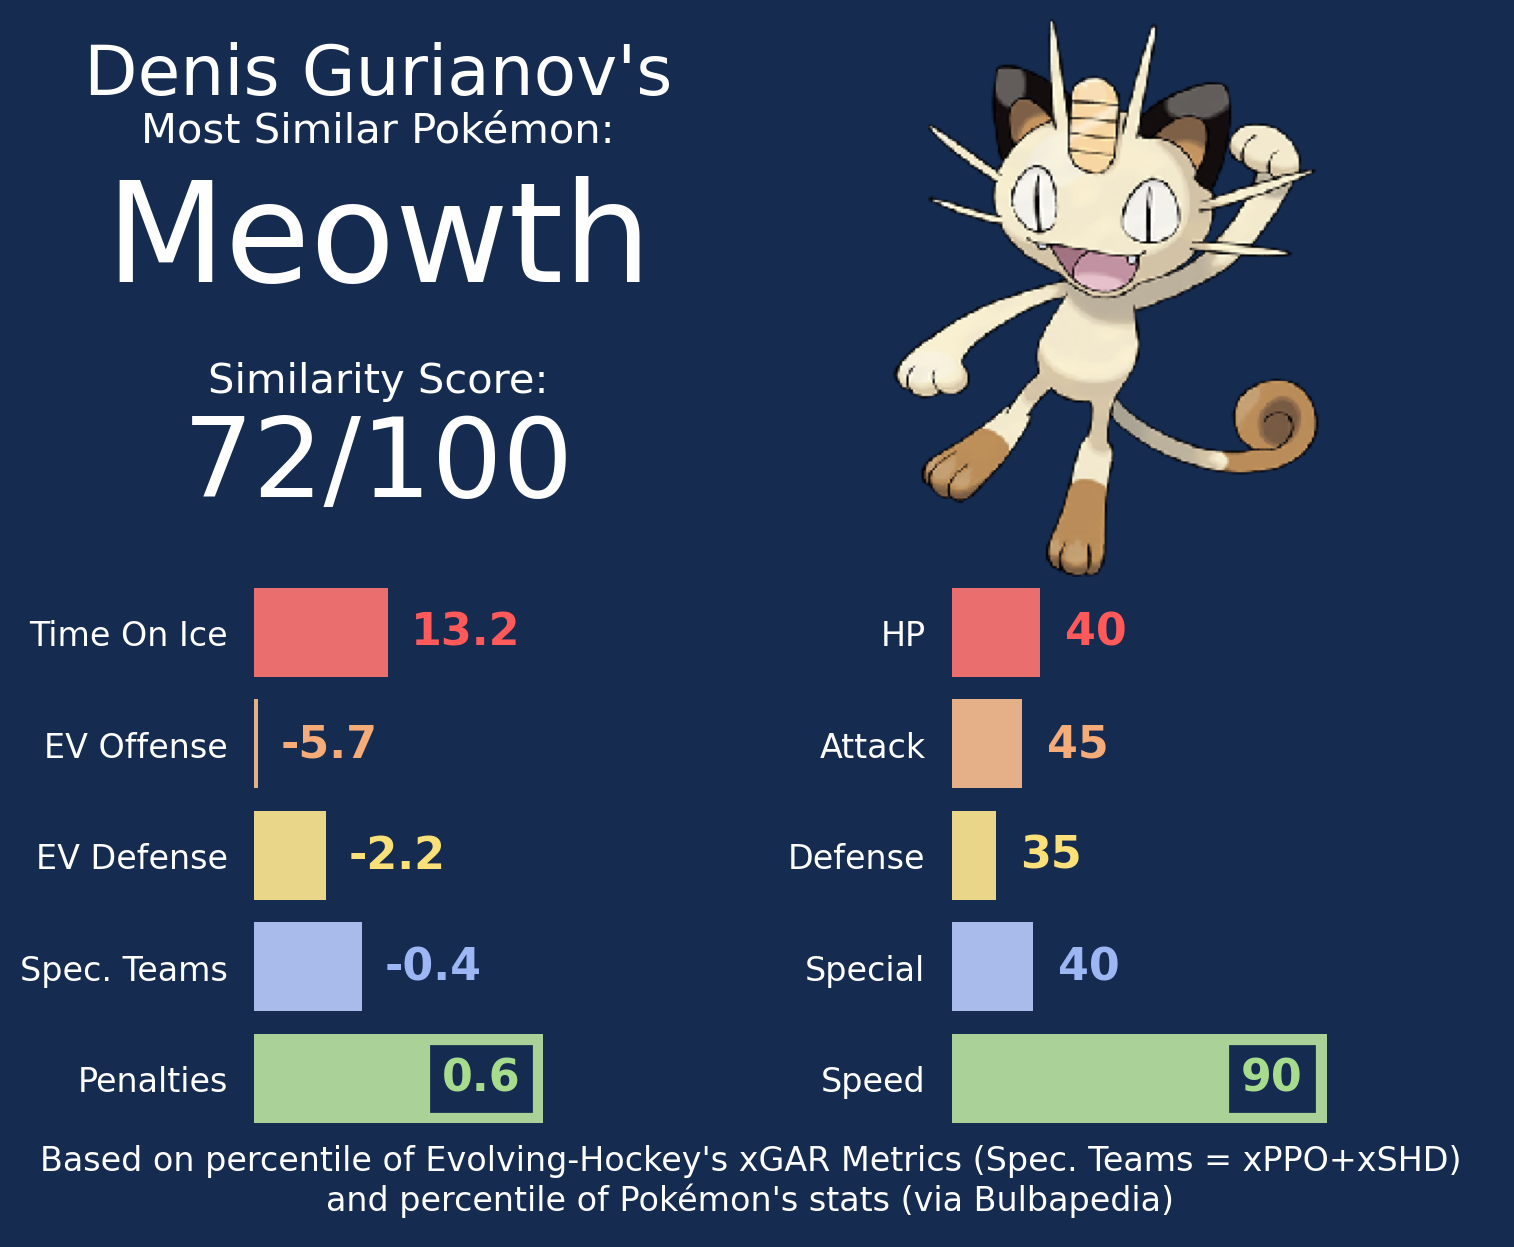 Denis Gurianov's
Most Similar Pokémon:
Meowth
Similarity Score:
72/100
Time On Ice 13.2
EV Offense -5.7
EV Defense -2.2
Spec. Teams -0.4
Penalties 0.6
HP 40
Attack 45
Defense 35
Special 40
Speed 90
Based on percentile of Evolving-Hockey's xGAR Metrics (Spec. Teams = xPPO+xSHD)
and percentile of Pokémon's stats (via Bulbapedia)